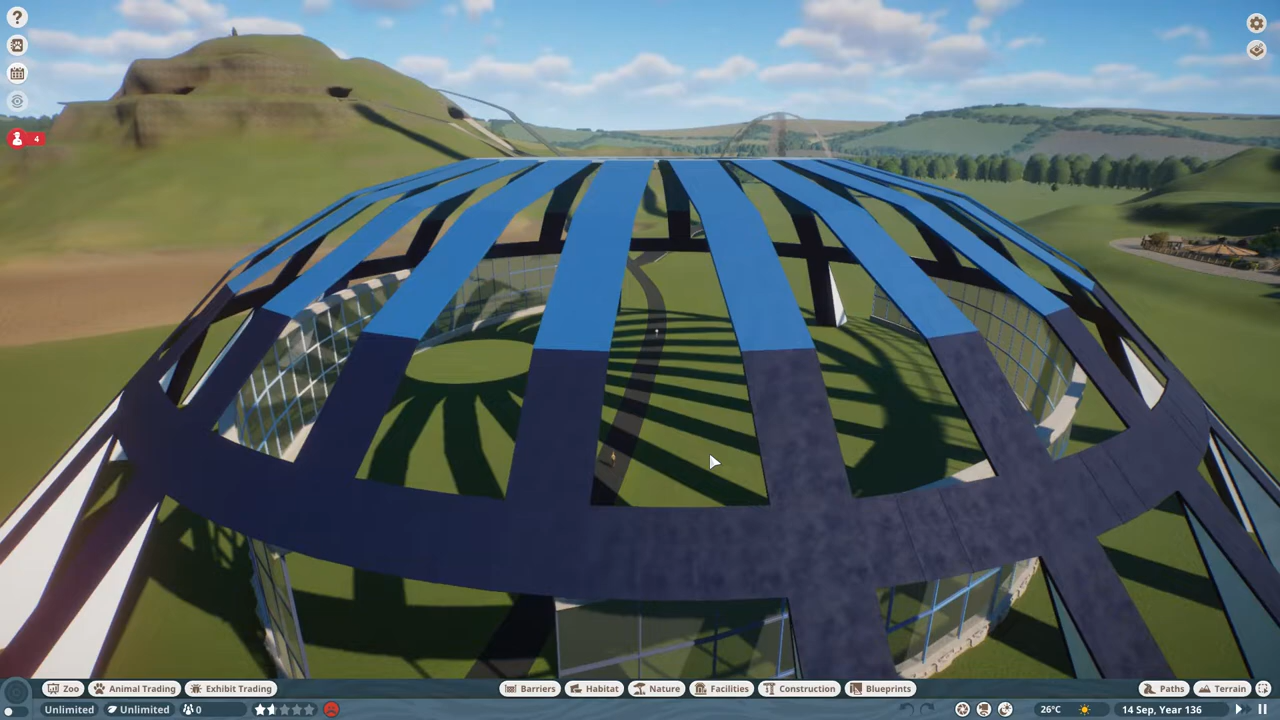 ?
4
Zoo
Animal Trading
Exhibit Trading
Barriers
Habitat
Nature
Facilities
Construction
Blueprints
Paths
Terrain
Unlimited
Unlimited
0
26°C
14 Sep, Year 136